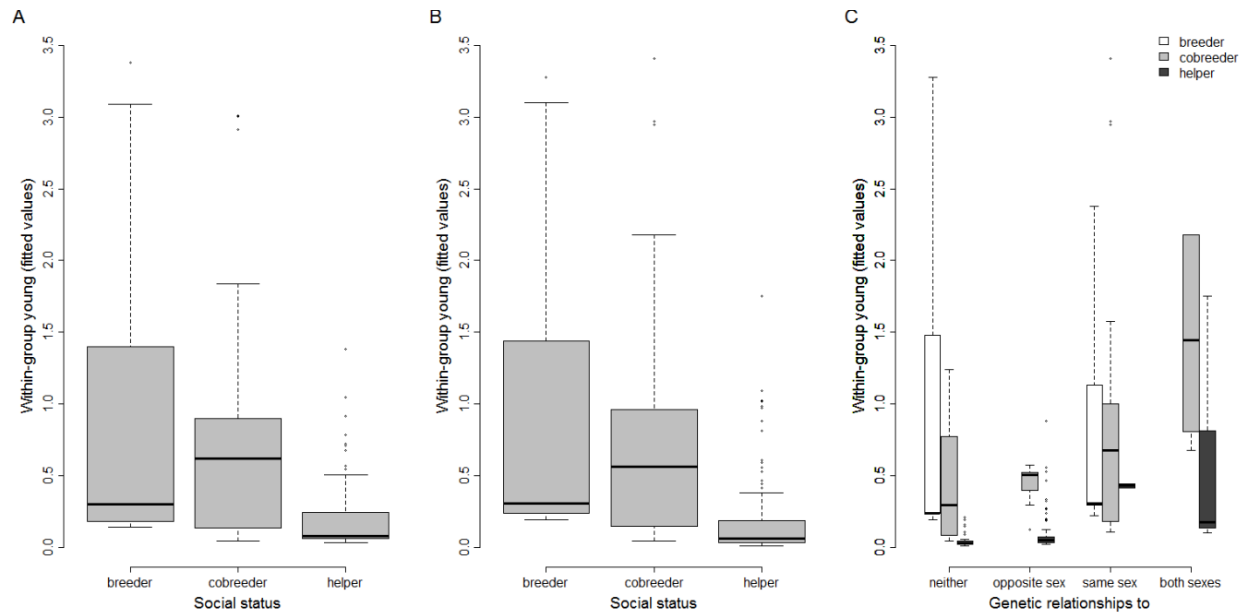 A
Within-group young (fitted values)
3.5
3.0
2.5
2.0
1.5
1.0
0.5
0.0
breeder cobreeder helper
Social status
B
Within-group young (fitted values)
3.5
3.0
2.5
2.0
1.5
1.0
0.5
0.0
breeder cobreeder helper
Social status
C
Within-group young (fitted values)
3.5
3.0
2.5
2.0
1.5
1.0
0.5
0.0
breeder
cobreeder
helper
neither opposite sex same sex both sexes
Genetic relationships to